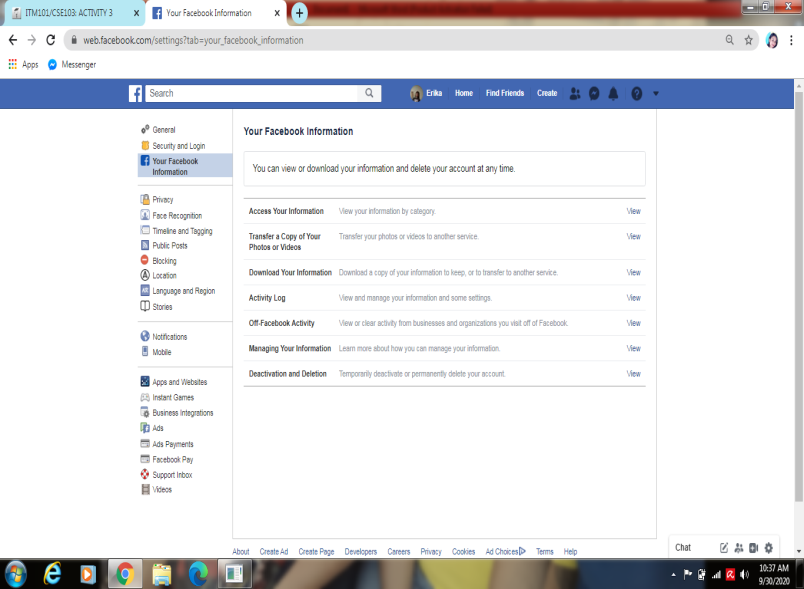 ITM101/CSE103: ACTIVITY 3
Your Facebook Information
web.facebook.com/settings?tab=your_facebook_information
Apps
Messenger
Search
Erika
Home
Find Friends
Create
General
Security and Login
Your Facebook
Information
Privacy
Face Recognition
Timeline and Tagging
Public Posts
Blocking
Location
Language and Region
Stories
Notifications
Mobile
Apps and Websites
Instant Games
Business Integrations
Ads
Ads Payments
Facebook Pay
Support Inbox
Videos
Your Facebook Information
You can view or download your information and delete your account at any time.
Access Your Information View your information by category. View
Transfer a Copy of Your
Photos or Videos
Transfer your photos or videos to another service. View
Download Your Information Download a copy of your information to keep, or to transfer to another service. View
Activity Log View and manage your information and some settings. View
Off-Facebook Activity View or clear activity from businesses and organizations you visit off of Facebook. View
Managing Your Information Learn more about how you can manage your information. View
Deactivation and Deletion Temporarily deactivate or permanently delete your account. View
About Create Ad Create Page Developers Careers Privacy Cookies Ad Choices Terms Help
Chat
10:37 AM
9/30/2020